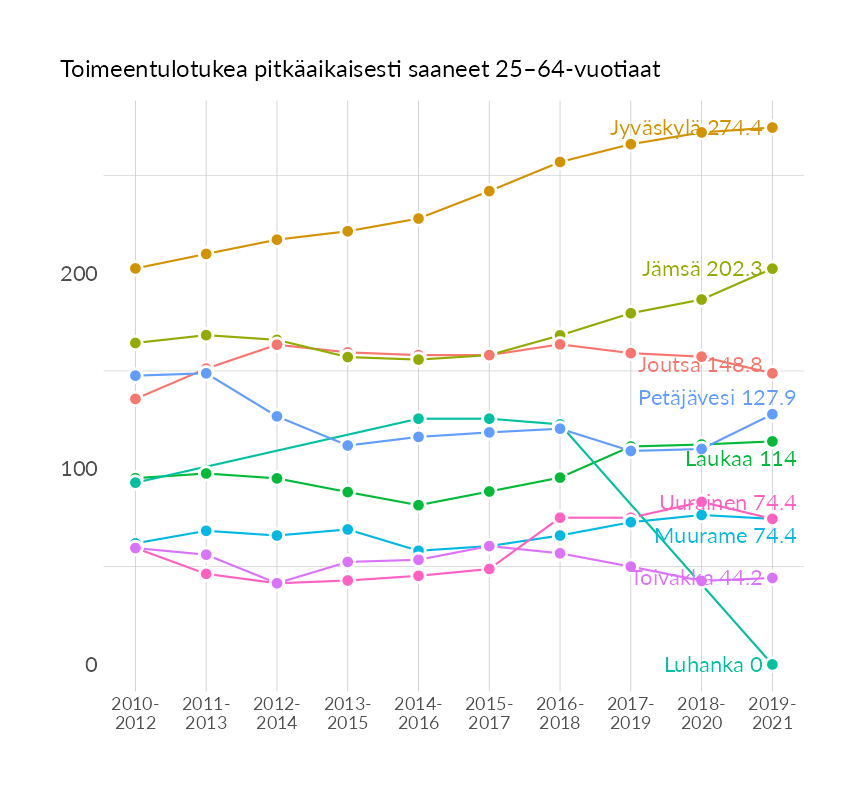 Toimeentulotukea pitkäaikaisesti saaneet 25–64-vuotiaat
Jyväskylä 274.4
200
Jämsä 202.3
Joutsa 148.8
Petäjävesi 127.9
100
Laukaa 114
Uurainen 74.4
Muurame 74.4
Toivakka 44.2
0
Luhanka 0
2010- 2011- 2012- 2013- 2014- 2015- 2016- 2017- 2018- 2019-
2012 2013 2014 2015 2016 2017 2018 2019 2020 2021